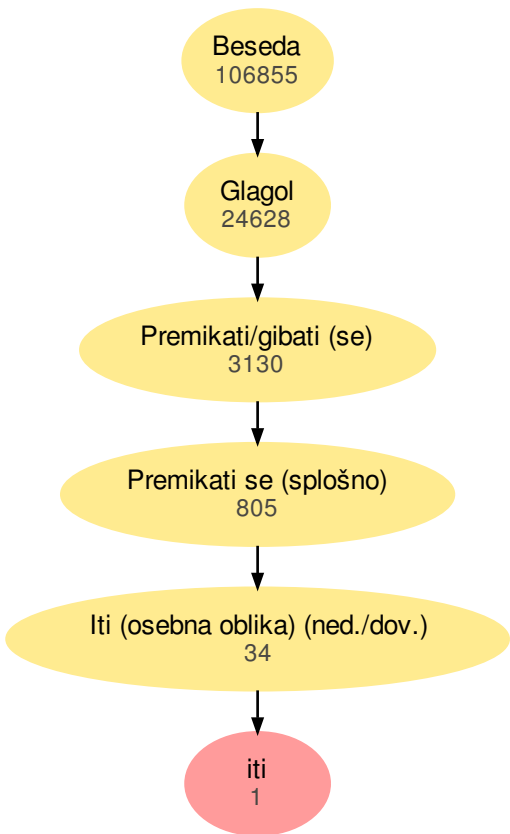 Beseda
106855
Glagol
24628
Premikati/gibati (se)
3130
Premikati se (splošno)
805
Iti (osebna oblika) (ned./dov.)
34
iti
1